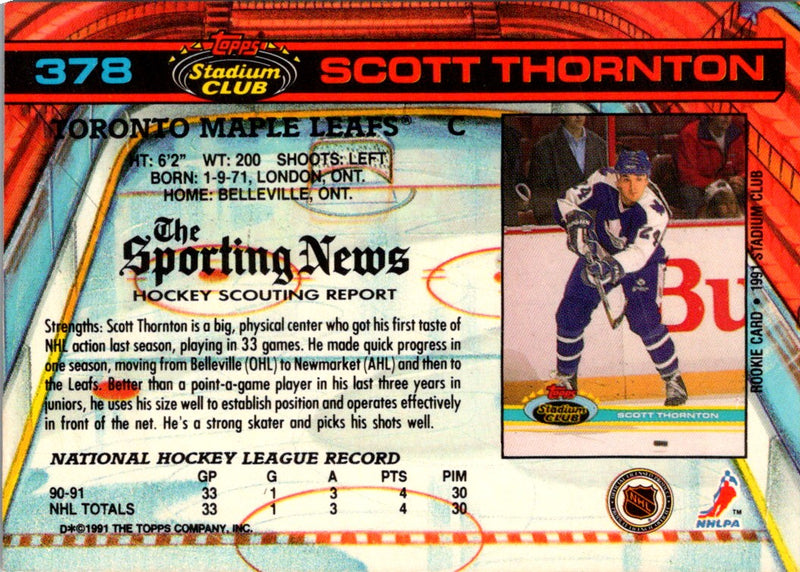 378
Topps
Stadium
CLUB
SCOTT THORNTON
TORONTO MAPLE LEAFS® C
HT: 6'2" WT: 200 SHOOTS: LEFT
BORN: 1-9-71, LONDON, ONT.
HOME: BELLEVILLE, ONT.
The
Sporting News
HOCKEY SCOUTING REPORT
Strengths: Scott Thornton is a big, physical center who got his first taste of
NHL action last season, playing in 33 games. He made quick progress in
one season, moving from Belleville (OHL) to Newmarket (AHL) and then to
the Leafs. Better than a point-a-game player in his last three years in
juniors, he uses his size well to establish position and operates effectively
in front of the net. He's a strong skater and picks his shots well.
NATIONAL HOCKEY LEAGUE RECORD
GP G A PTS PIM
90-91 33 1 3 4 30
NHL TOTALS 33 1 3 4 30
D*©1991 THE TOPPS COMPANY, INC.
24
Bu
Topps
Stadium
CLUB
SCOTT THORNTON
ROOKIE CARD • 1991 STADIUM CLUB
NHL
NHLPA™